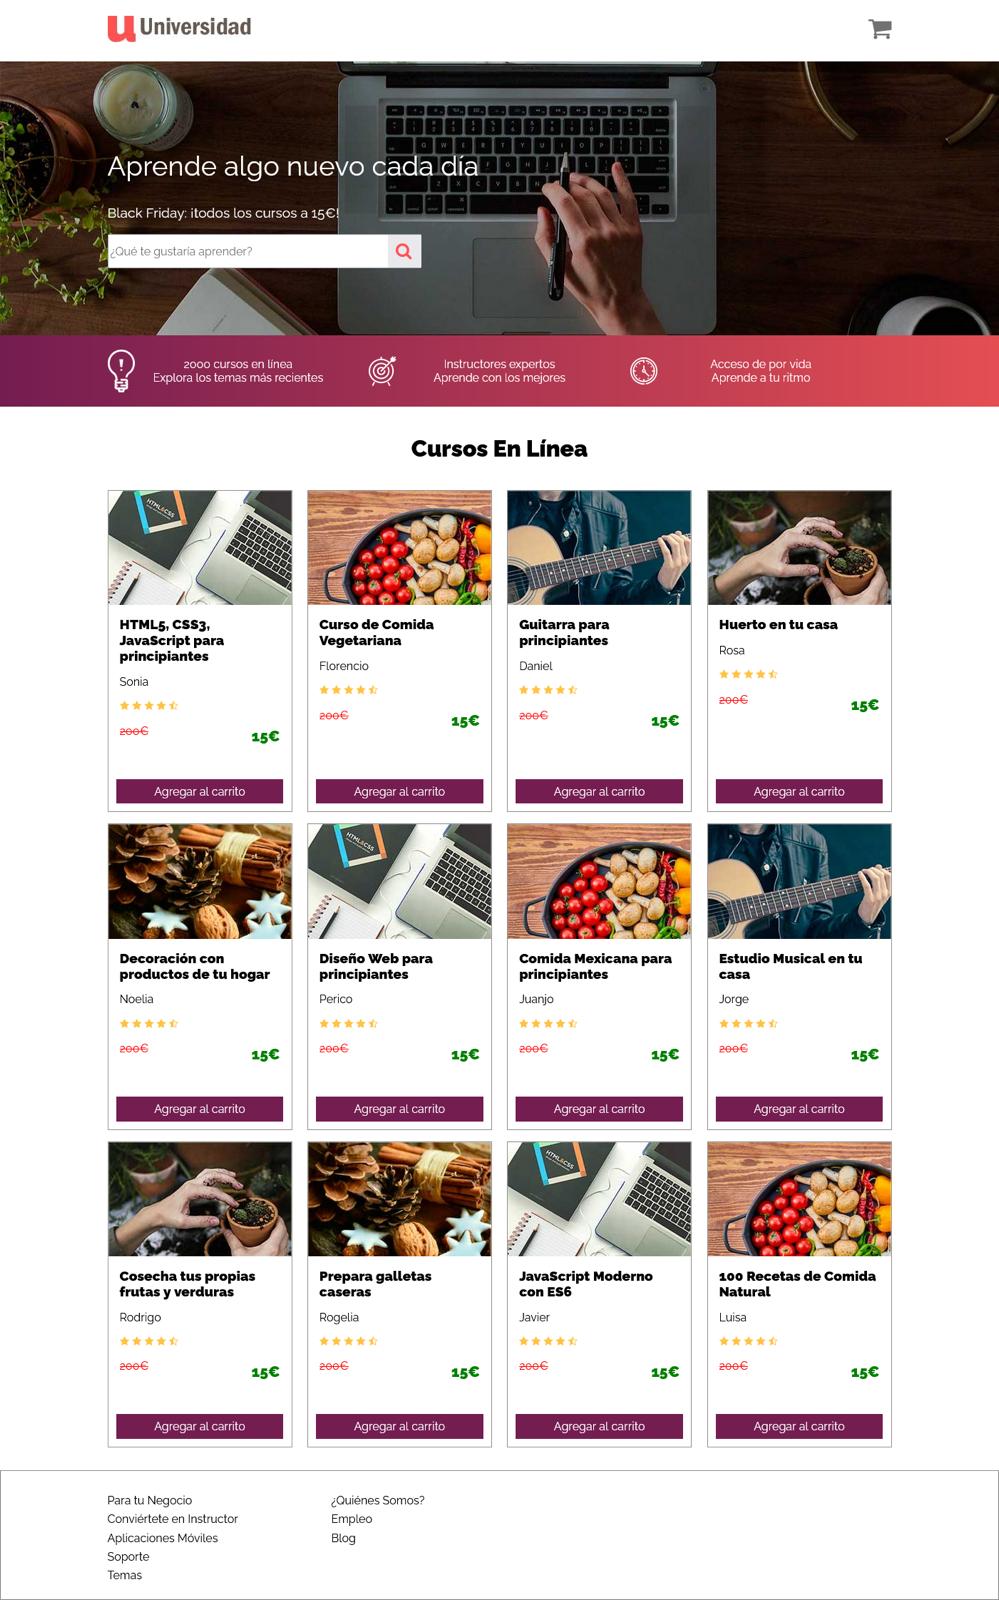 Universidad
Aprende algo nuevo cada día
Black Friday: ¡todos los cursos a 15€!
¿Qué te gustaría aprender?
2000 cursos en línea
Explora los temas más recientes
Instructores expertos
Aprende con los mejores
Acceso de por vida
Aprende a tu ritmo
Cursos En Línea
HTML&CSS
HTML5, CSS3,
JavaScript para
principiantes
Sonia
200€
15€
Agregar al carrito
Curso de Comida
Vegetariana
Florencio
200€
15€
Agregar al carrito
Guitarra para
principiantes
Daniel
200€
15€
Agregar al carrito
Huerto en tu casa
Rosa
200€
15€
Agregar al carrito
Decoración con
productos de tu hogar
Noelia
200€
15€
Agregar al carrito
HTML&CSS
Diseño Web para
principiantes
Perico
200€
15€
Agregar al carrito
Comida Mexicana para
principiantes
Juanjo
200€
15€
Agregar al carrito
Estudio Musical en tu
casa
Jorge
200€
15€
Agregar al carrito
Cosecha tus propias
frutas y verduras
Rodrigo
200€
15€
Agregar al carrito
Prepara galletas
caseras
Rogelia
200€
15€
Agregar al carrito
HTML&CSS
JavaScript Moderno
con ES6
Javier
200€
15€
Agregar al carrito
100 Recetas de Comida
Natural
Luisa
200€
15€
Agregar al carrito
Para tu Negocio
Conviértete en Instructor
Aplicaciones Móviles
Soporte
Temas
¿Quiénes Somos?
Empleo
Blog